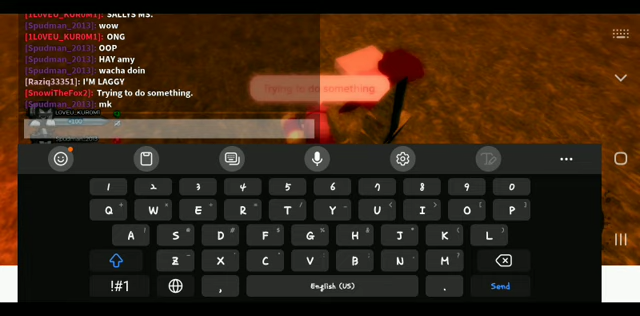 [1L0VEU_KUR0M1]: SALLYS MS.
[Spudman_2013]: wow
[1L0VEU_KUR0M1]: ONG
[Spudman_2013]: OOP
[Spudman_2013]: HAY amy
[Spudman_2013]: wacha doin
[Raziq33351]: I'M LAGGY
[SnowiTheFox2]: Trying to do something.
[Spudman_2013]: mk
Trying to do something.
1 2 3 4 5 6 7 8 9 0
Q W E R T Y U I O P
A S D F G H J K L
Z X C V B N M
!#1 , English (US) . Send